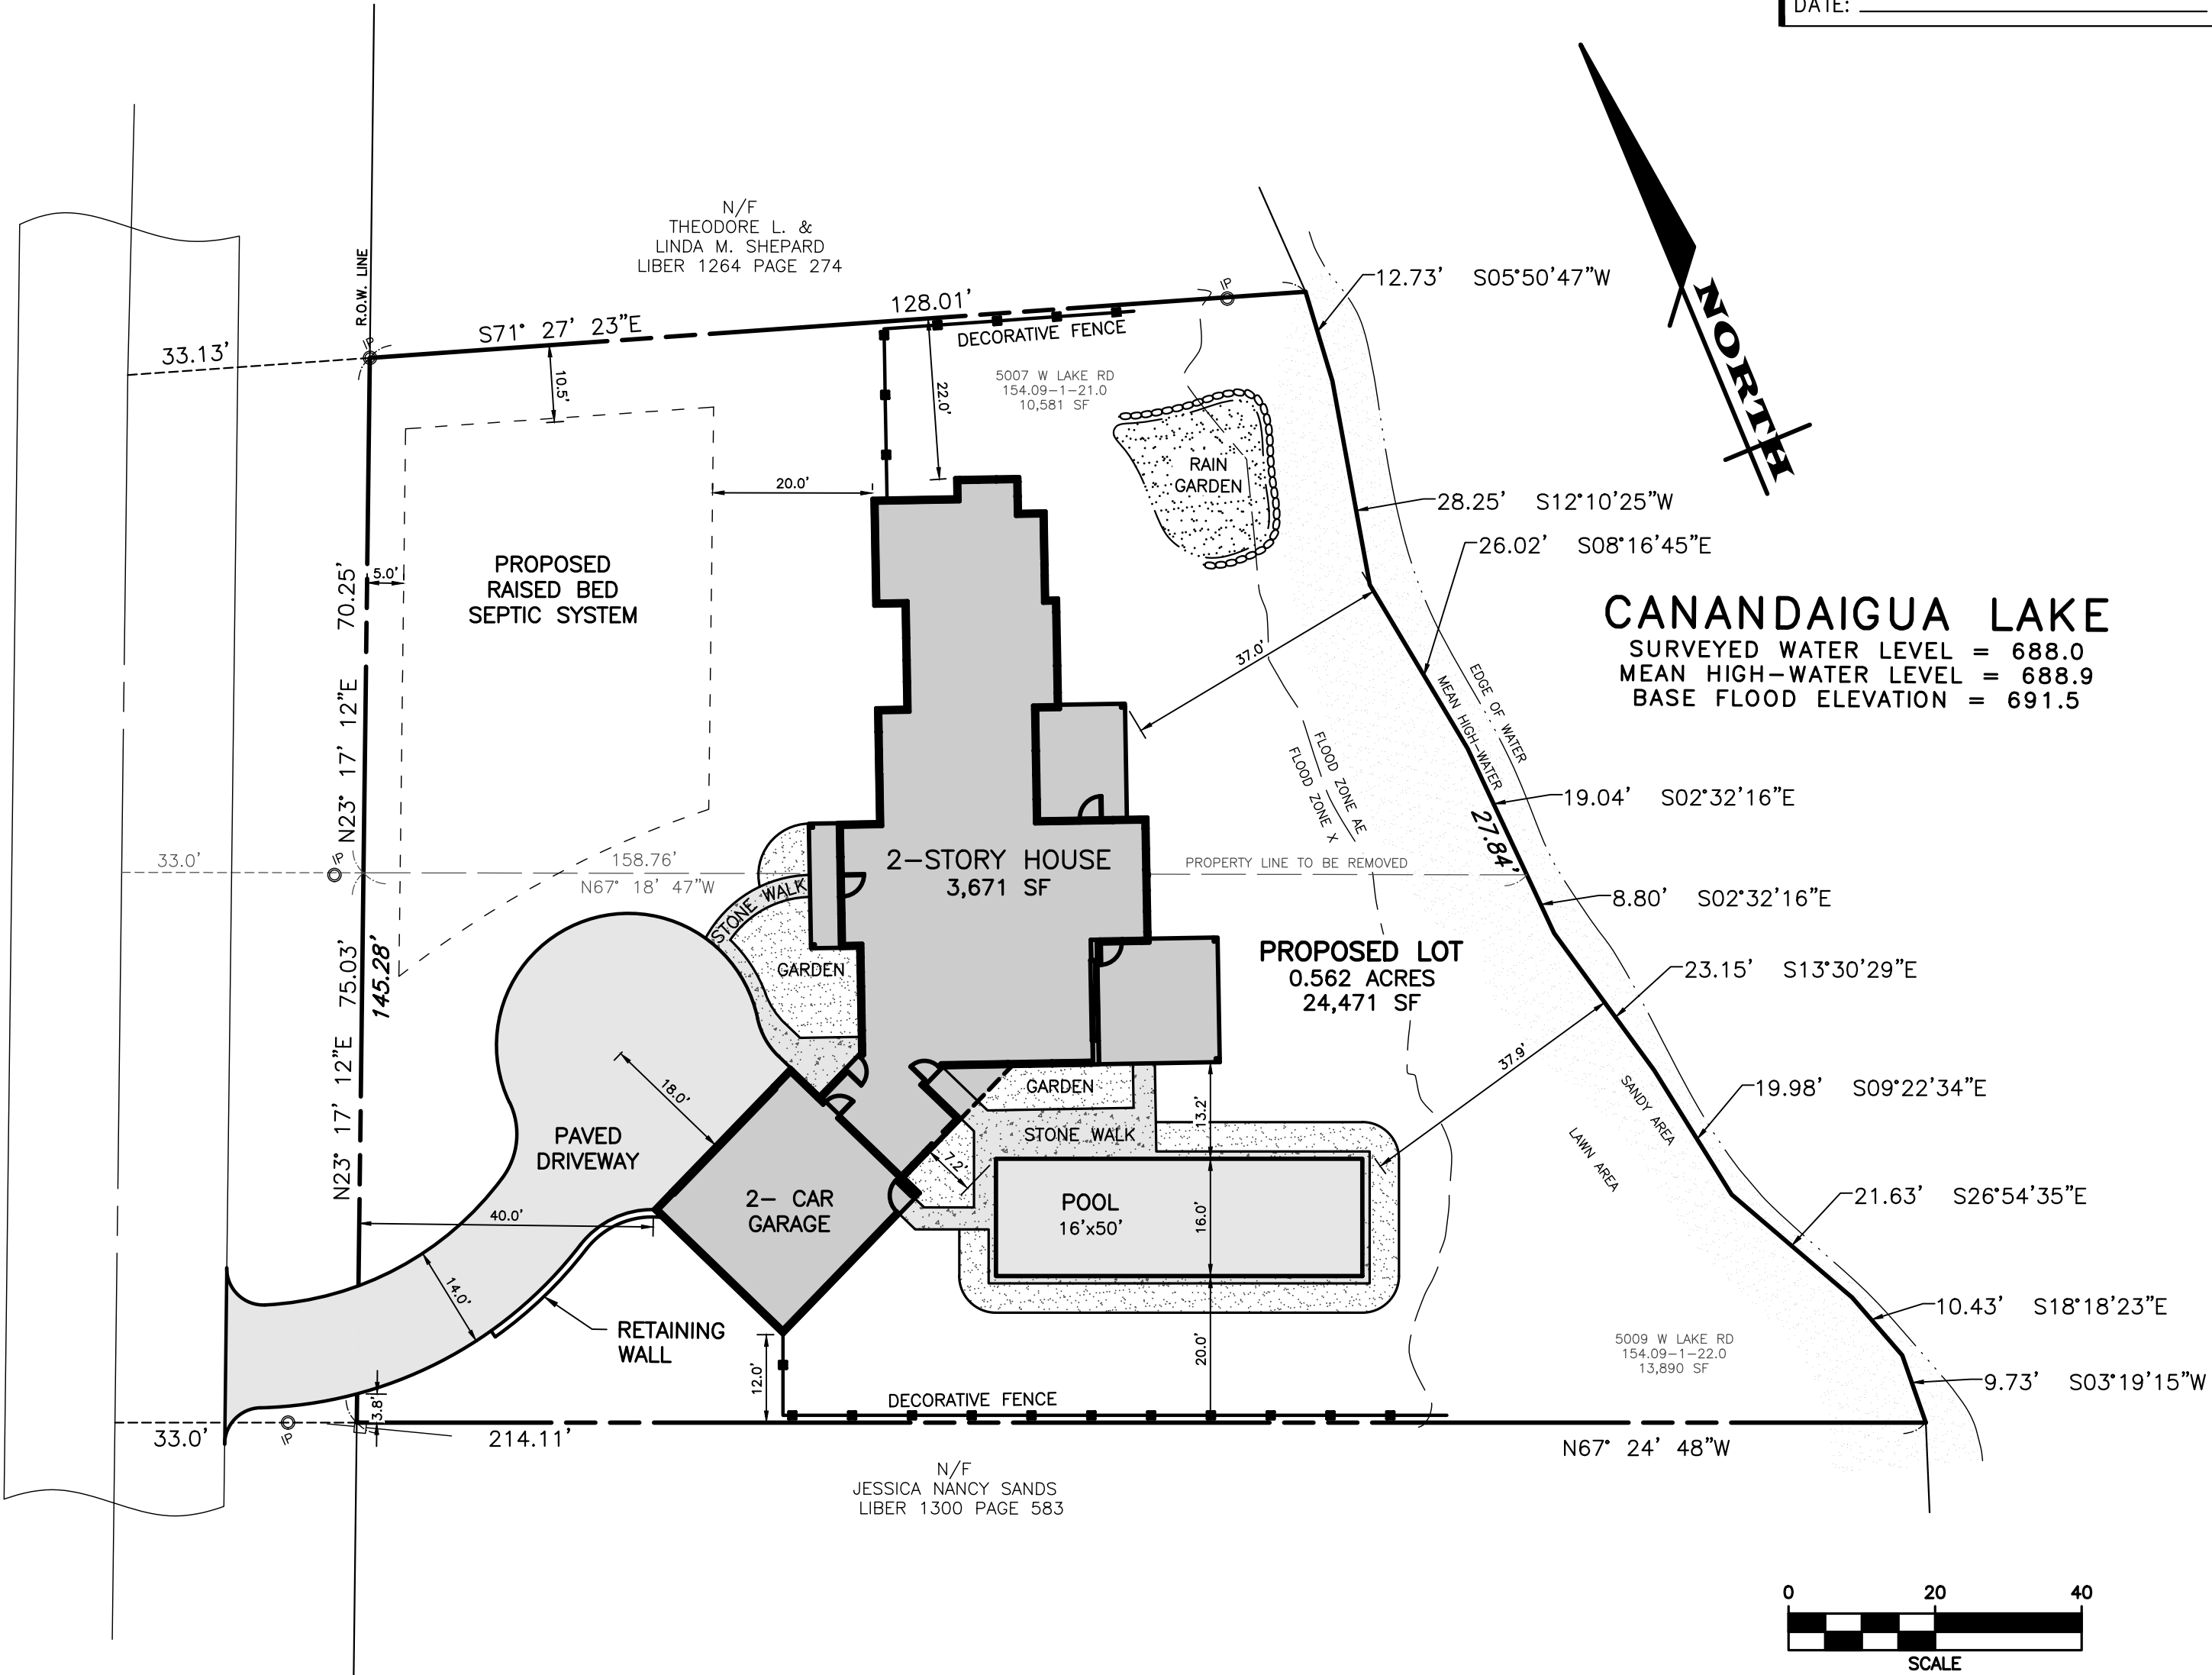 DATE:
NORTH
N/F
THEODORE L. &
LINDA M. SHEPARD
LIBER 1264 PAGE 274
R.O.W. LINE
33.13'
IP
S71° 27' 23"E
128.01'
IP
12.73' S05°50'47"W
DECORATIVE FENCE
10.5'
22.0'
5007 W LAKE RD
154.09-1-21.0
10,581 SF
RAIN
GARDEN
20.0'
28.25' S12°10'25"W
26.02' S08°16'45"E
PROPOSED
RAISED BED
SEPTIC SYSTEM
5.0'
N23° 17' 12"E 70.25'
37.0'
CANANDAIGUA LAKE
SURVEYED WATER LEVEL = 688.0
MEAN HIGH-WATER LEVEL = 688.9
BASE FLOOD ELEVATION = 691.5
EDGE OF WATER
MEAN HIGH-WATER
FLOOD ZONE AE
FLOOD ZONE X
19.04' S02°32'16"E
27.84'
33.0'
IP
158.76'
N67° 18' 47"W
2-STORY HOUSE
3,671 SF
PROPERTY LINE TO BE REMOVED
STONE WALK
8.80' S02°32'16"E
GARDEN
PROPOSED LOT
0.562 ACRES
24,471 SF
23.15' S13°30'29"E
N23° 17' 12"E 75.03'
145.28'
37.9'
18.0'
GARDEN
13.2'
19.98' S09°22'34"E
SANDY AREA
LAWN AREA
PAVED
DRIVEWAY
STONE WALK
7.2'
2- CAR
GARAGE
POOL
16'x50'
16.0'
21.63' S26°54'35"E
40.0'
14.0'
RETAINING
WALL
12.0'
20.0'
10.43' S18°18'23"E
5009 W LAKE RD
154.09-1-22.0
13,890 SF
9.73' S03°19'15"W
3.8'
DECORATIVE FENCE
33.0'
IP
214.11'
N67° 24' 48"W
N/F
JESSICA NANCY SANDS
LIBER 1300 PAGE 583
0 20 40
SCALE